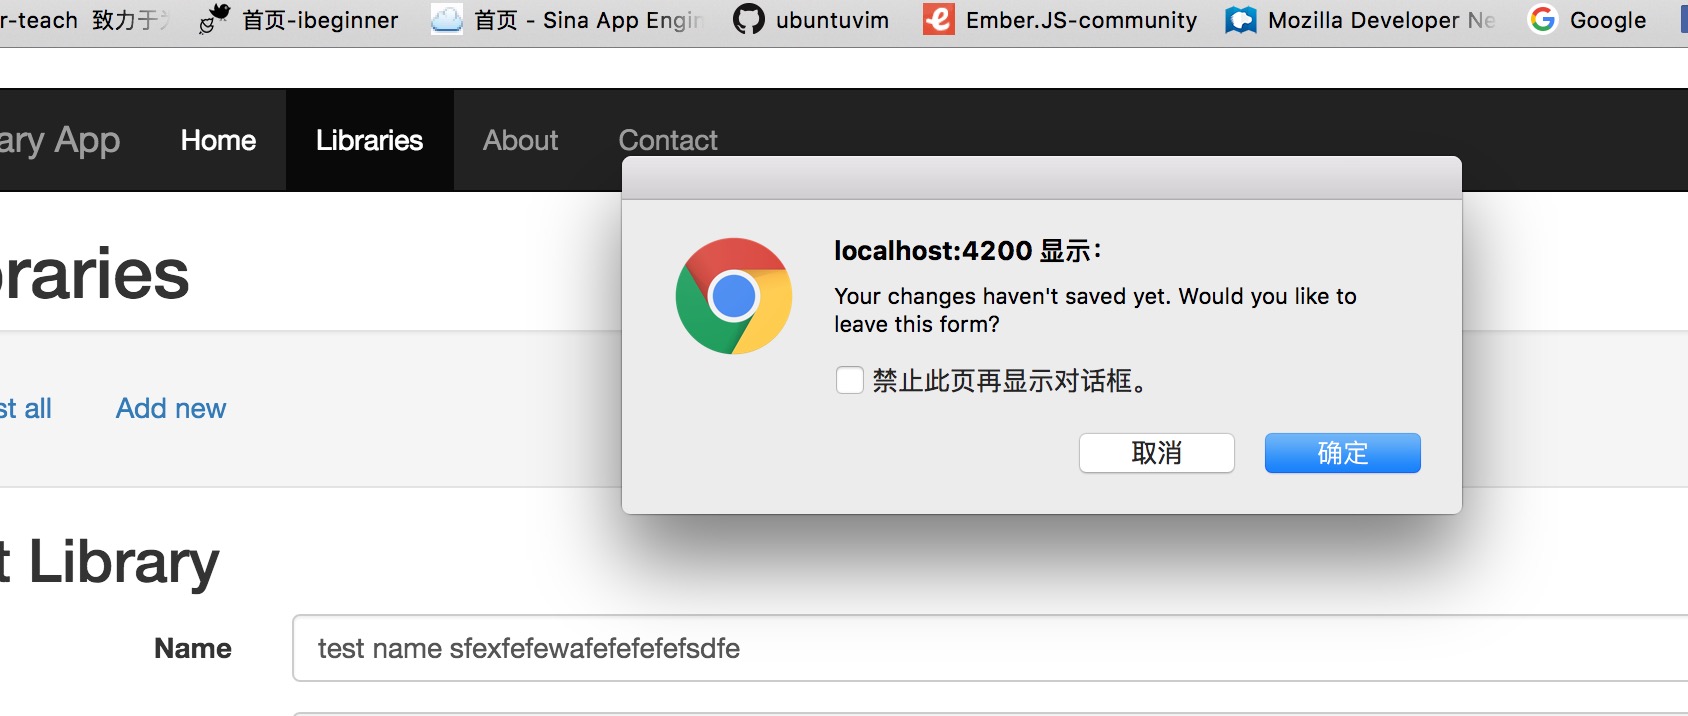 r-teach 致力于 首页-ibeginner 首页 - Sina App Engin ubuntuvim Ember.JS-community Mozilla Developer Ne Google
ary App Home Libraries About Contact
localhost:4200 显示：
Your changes haven't saved yet. Would you like to
leave this form?
禁止此页再显示对话框。
取消 确定
raries
st all Add new
t Library
Name test name sfexfefewafefefefefsdfe